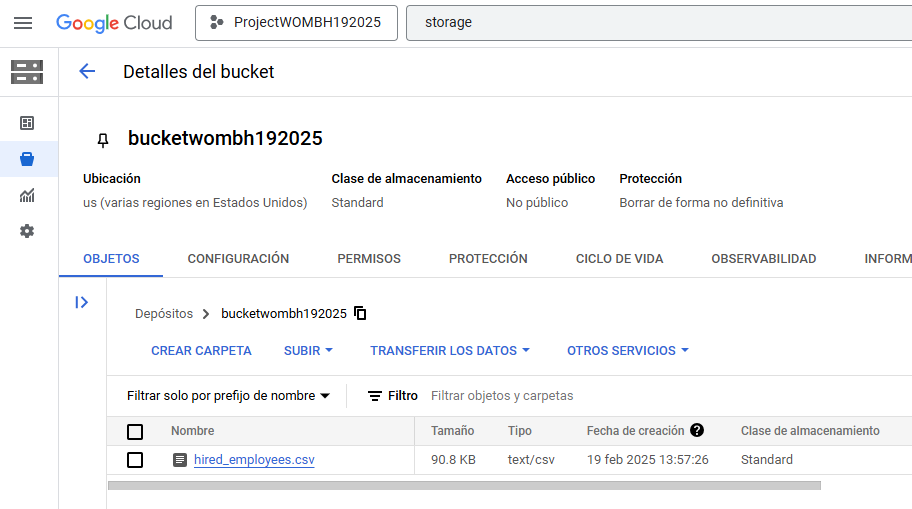 Google Cloud ProjectWOMBH192025 storage
Detalles del bucket
bucketwombh192025
Ubicación Clase de almacenamiento Acceso público Protección
us (varias regiones en Estados Unidos) Standard No público Borrar de forma no definitiva
OBJETOS CONFIGURACIÓN PERMISOS PROTECCIÓN CICLO DE VIDA OBSERVABILIDAD INFORM
Depósitos bucketwombh192025
CREAR CARPETA SUBIR TRANSFERIR LOS DATOS OTROS SERVICIOS
Filtrar solo por prefijo de nombre Filtro Filtrar objetos y carpetas
Nombre Tamaño Tipo Fecha de creación ? Clase de almacenamiento
hired_employees.csv 90.8 KB text/csv 19 feb 2025 13:57:26 Standard